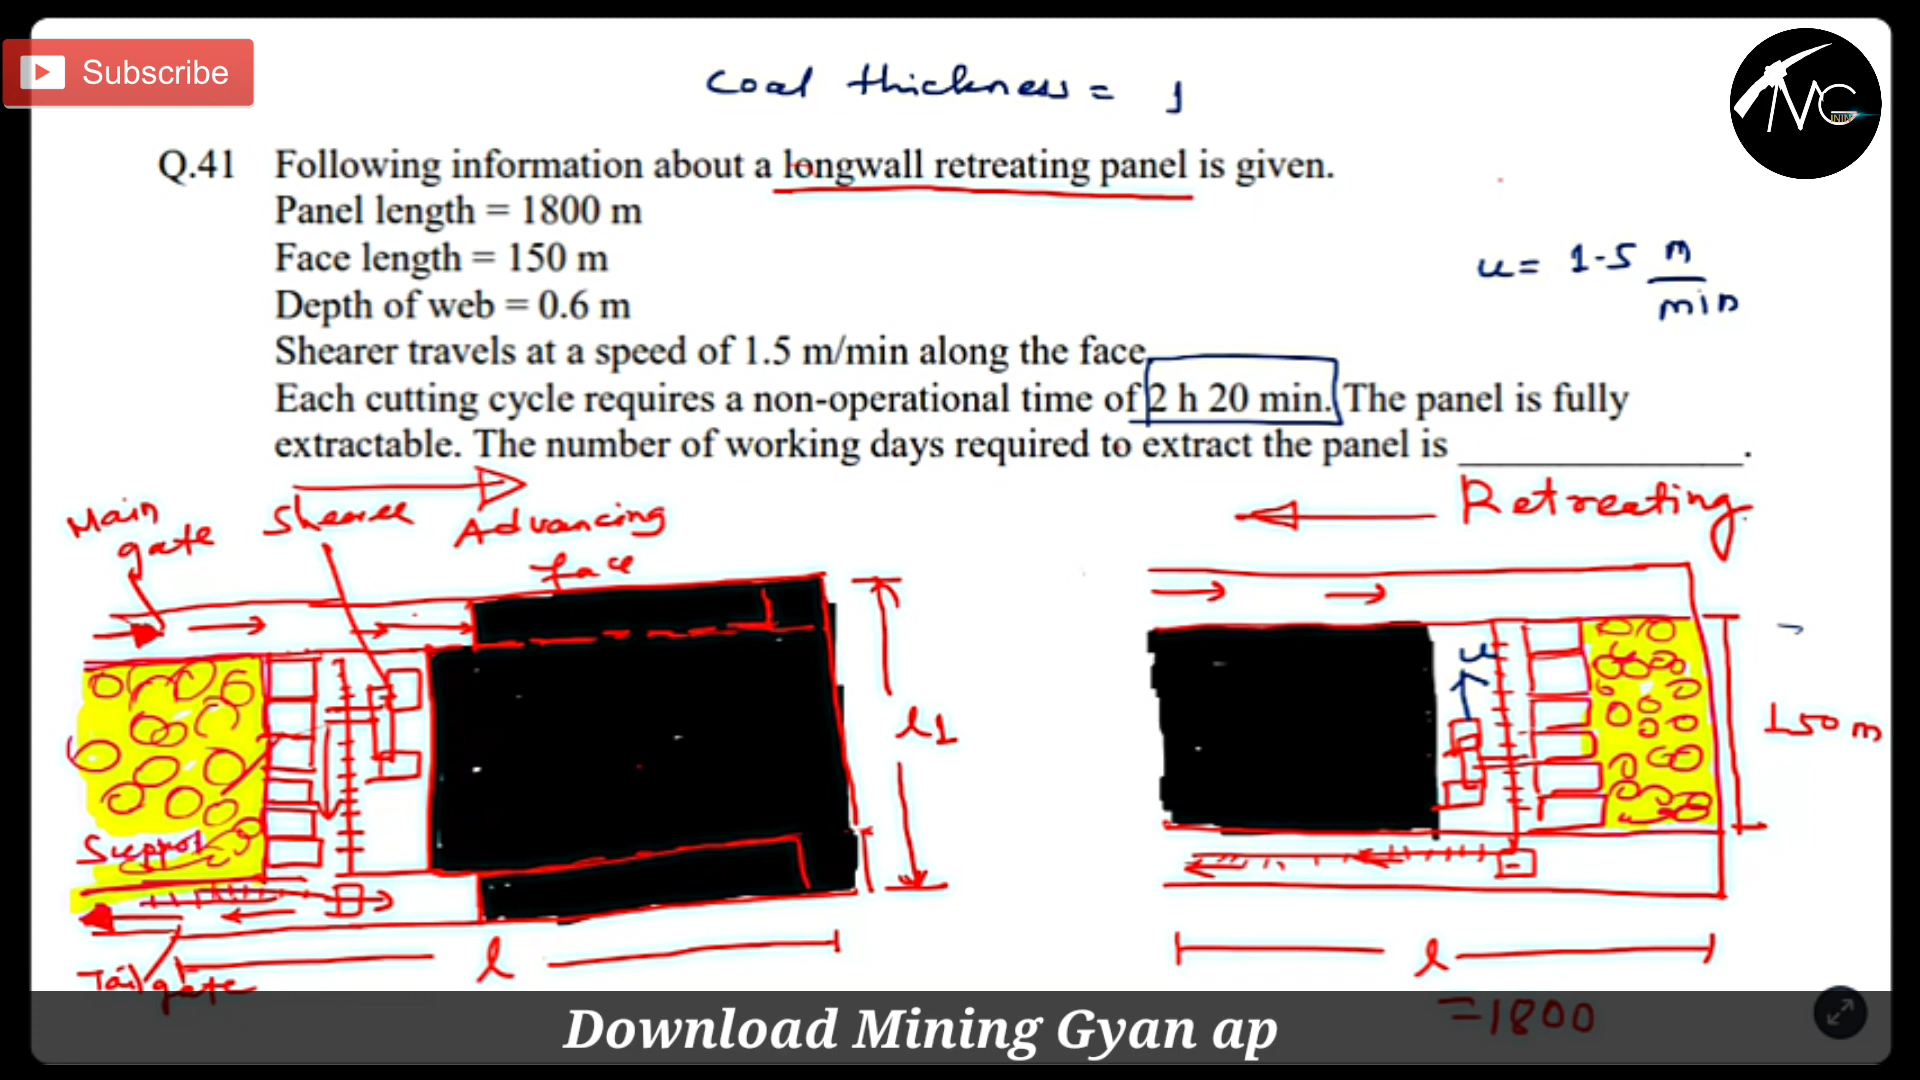 Subscribe
coal thickness = 1
MG
Q.41 Following information about a longwall retreating panel is given.
Panel length = 1800 m
Face length = 150 m
Depth of web = 0.6 m
u = 1.5 m/min
Shearer travels at a speed of 1.5 m/min along the face.
Each cutting cycle requires a non-operational time of 2 h 20 min. The panel is fully
extractable. The number of working days required to extract the panel is ________.
Main gate
Advancing face
Retreating
u
l1
150 m
Suppor
Tail gate
l
l
=1800
Download Mining Gyan ap